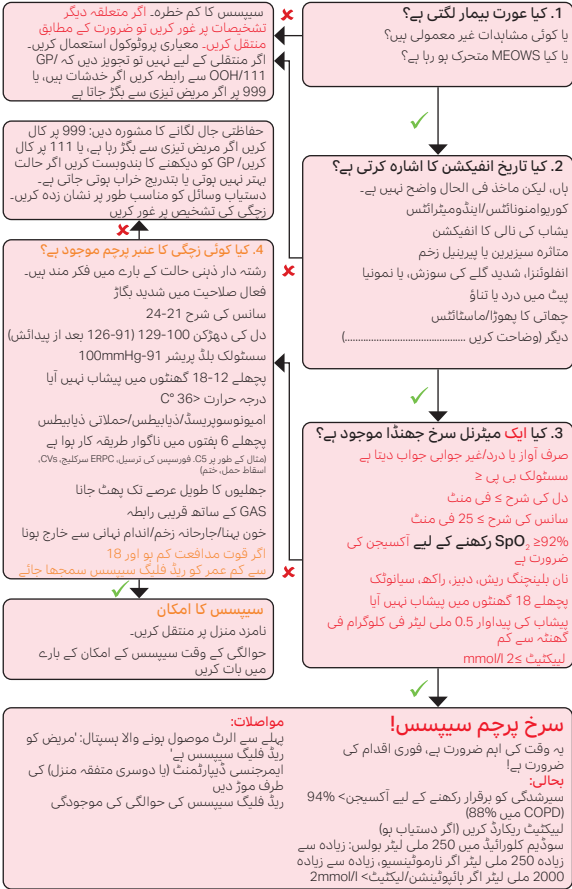 1. کیا عورت بیمار لگتی ہے؟
یا کوئی مشاہدات غیر معمولی ہیں؟
یا کیا MEOWS متحرک ہو رہا ہے؟
سیپسس کا کم خطرہ۔ اگر متعلقہ دیگر
تشخیصات پر غور کریں تو ضرورت کے مطابق
منتقل کریں۔ معیاری پروٹوکول استعمال کریں۔
اگر منتقلی کے لیے نہیں تو تجویز دیں کہ GP/
OOH/111 سے رابطہ کریں اگر خدشات ہیں، یا
999 پر اگر مریض تیزی سے بگڑ جاتا ہے
2. کیا تاریخ انفیکشن کا اشارہ کرتی ہے؟
ہاں، لیکن ماخذ فی الحال واضح نہیں ہے۔
کوریوامنونائٹس/اینڈومیٹرائٹس
یشاب کی نالی کا انفیکشن
متاثرہ سیزیرین یا پیرینیل زخم
انفلوئنزا، شدید گلے کی سوزش، یا نمونیا
پیٹ میں درد یا تناؤ
چھاتی کا پھوڑا/ماسٹائٹس
دیگر (وضاحت کریں ...............................................)
حفاظتی جال لگانے کا مشورہ دیں: 999 پر کال
کریں اگر مریض تیزی سے بگڑ رہا ہے، یا 111 پر کال
کریں/ GP کو دیکھنے کا بندوبست کریں اگر حالت
بہتر نہیں ہوتی یا بتدریج خراب ہوتی جاتی ہے۔
دستیاب وسائل کو مناسب طور پر نشان زدہ کریں۔
زچگی کی تشخیص پر غور کریں
3. کیا ایک میٹرنل سرخ جھنڈا موجود ہے؟
صرف آواز یا درد/غیر جوابی جواب دیتا ہے
سسٹولک بی پی ≤
دل کی شرح ≥ فی منٹ
سانس کی شرح ≥ 25 فی منٹ
SpO₂ ≥92% رکھنے کے لیے آکسیجن کی
ضرورت ہے
نان بلینچنگ ریش، دبیز، راکھ، سیانوٹک
پچھلے 18 گھنٹوں میں پیشاب نہیں آیا
پیشاب کی پیداوار 0.5 ملی لیٹر فی کلوگرام فی
گھنٹہ سے کم
لییکٹیٹ ≥2 mmol/l
4. کیا کوئی زچگی کا عنبر پرچم موجود ہے؟
رشتہ دار ذہنی حالت کے بارے میں فکر مند ہیں۔
فعال صلاحیت میں شدید بگاڑ
سانس کی شرح 21-24
دل کی دھڑکن 100-129 (91-126 بعد از پیدائش)
سسٹولک بلڈ پریشر 91-100mmHg
پچھلے 12-18 گھنٹوں میں پیشاب نہیں آیا
درجہ حرارت <36 °C
امیونوسوپریسڈ/ذیابیطس/حملاتی ذیابیطس
پچھلے 6 ہفتوں میں ناگوار طریقہ کار ہوا ہے
(مثال کے طور پر C5۔ فورسپس کی ترسیل، ERPC سرکلیج، CVs،
اسقاط حمل، ختم)
جھلیوں کا طویل عرصے تک پھٹ جانا
GAS کے ساتھ قریبی رابطہ
خون بہنا/جارحانہ زخم/اندام نہانی سے خارج ہونا
اگر قوت مدافعت کم ہو اور 18
سے کم عمر کو ریڈ فلیگ سیپسس سمجھا جائے
سیپسس کا امکان
نامزد منزل پر منتقل کریں۔
حوالگی کے وقت سیپسس کے امکان کے بارے
میں بات کریں
سرخ پرچم سیپسس!
یہ وقت کی اہم ضرورت ہے، فوری اقدام کی
ضرورت ہے!
بحالی:
سیرشدگی کو برقرار رکھنے کے لیے آکسیجن> 94%
(COPD میں 88%)
لییکٹیٹ ریکارڈ کریں (اگر دستیاب ہو)
سوڈیم کلورائیڈ میں 250 ملی لیٹر بولس: زیادہ سے
زیادہ 250 ملی لیٹر اگر نارموٹینسیو، زیادہ سے زیادہ
2000 ملی لیٹر اگر ہائپوٹینشن/لیکٹیٹ> 2mmol/l
مواصلات:
پہلے سے الرٹ موصول ہونے والا ہسپتال: 'مریض کو
ریڈ فلیگ سیپسس ہے'
ایمرجنسی ڈیپارٹمنٹ (یا دوسری متفقہ منزل) کی
طرف موڑ دیں
ریڈ فلیگ سیپسس کی حوالگی کی موجودگی